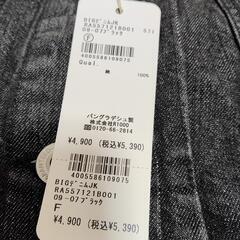 BIGﾃﾞﾆﾑJK
RA557121B001
09-07ﾌﾞﾗｯｸ
Ⓕ
4005586109075
Qual.
綿 100%
バングラデシュ製
株式会社R1000
0120-66-2814
¥4,900 (税込¥5,390)
4005586109075
BIGﾃﾞﾆﾑJK
RA557121B001
09-07ﾌﾞﾗｯｸ
F
¥4,900 (税込¥5,390)